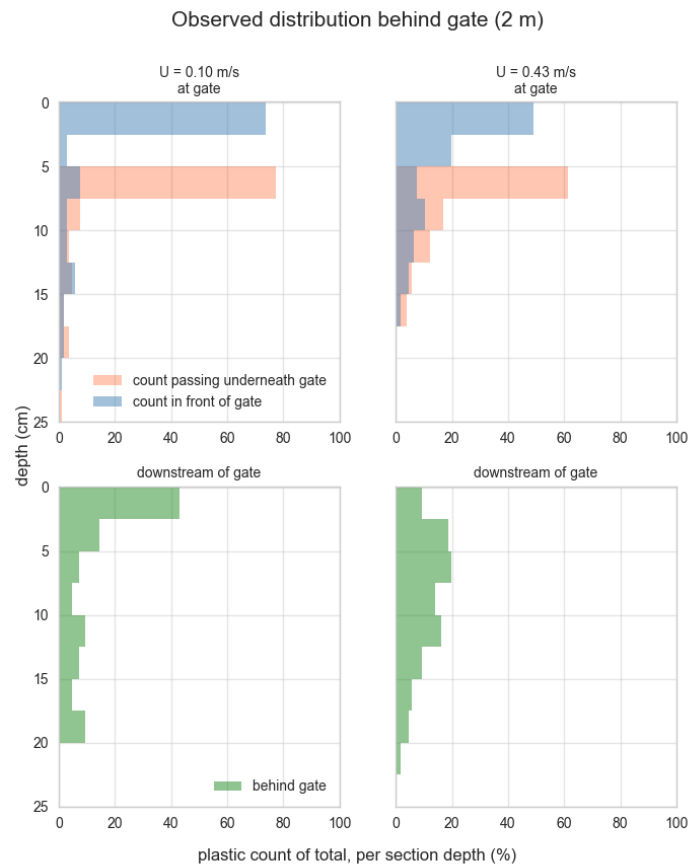 Observed distribution behind gate (2 m)
U = 0.10 m/s
at gate
U = 0.43 m/s
at gate
0
5
10
15
20
25
count passing underneath gate
count in front of gate
0 20 40 60 80 100
0 20 40 60 80 100
depth (cm)
downstream of gate
downstream of gate
0
5
10
15
20
25
behind gate
0 20 40 60 80 100
0 20 40 60 80 100
plastic count of total, per section depth (%)